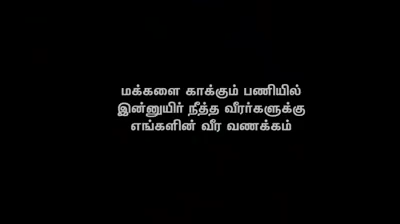 மக்களை காக்கும் பணியில்
இன்னுயிர் நீத்த வீரர்களுக்கு
எங்களின் வீர வணக்கம்